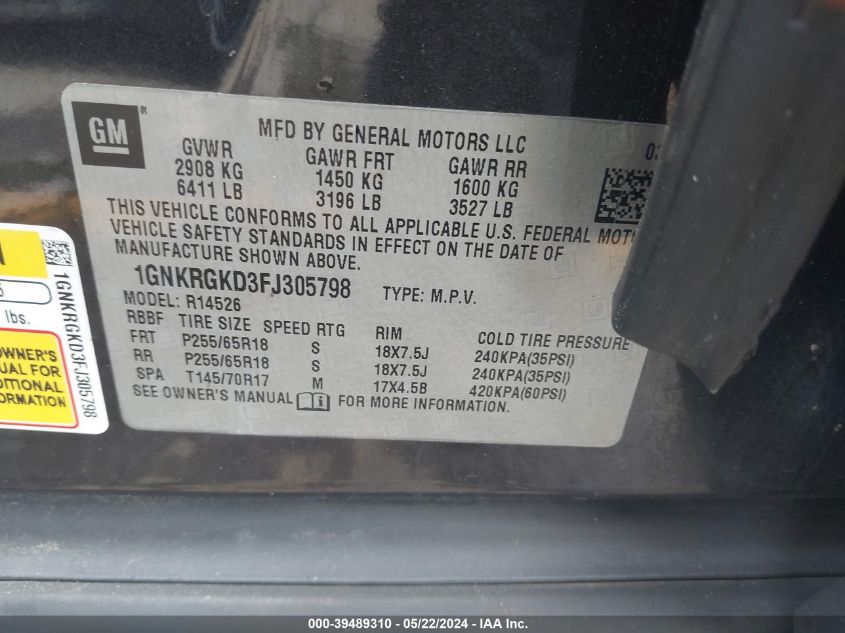 GM ®
MFD BY GENERAL MOTORS LLC
03
GVWR GAWR FRT GAWR RR
2908 KG 1450 KG 1600 KG
6411 LB 3196 LB 3527 LB
THIS VEHICLE CONFORMS TO ALL APPLICABLE U.S. FEDERAL
VEHICLE SAFETY STANDARDS IN EFFECT ON THE DATE OF
MANUFACTURE SHOWN ABOVE.
1GNKRGKD3FJ305798 TYPE: M.P.V.
MODEL: R14526
RBBF TIRE SIZE SPEED RTG RIM COLD TIRE PRESSURE
FRT P255/65R18 S 18X7.5J 240KPA(35PSI)
RR P255/65R18 S 18X7.5J 240KPA(35PSI)
SPA T145/70R17 M 17X4.5B 420KPA(60PSI)
SEE OWNER'S MANUAL FOR MORE INFORMATION.
lbs.
OWNER'S
FOR
1GNKRGKD3FJ305798
000-39489310 - 05/22/2024 - IAA Inc.